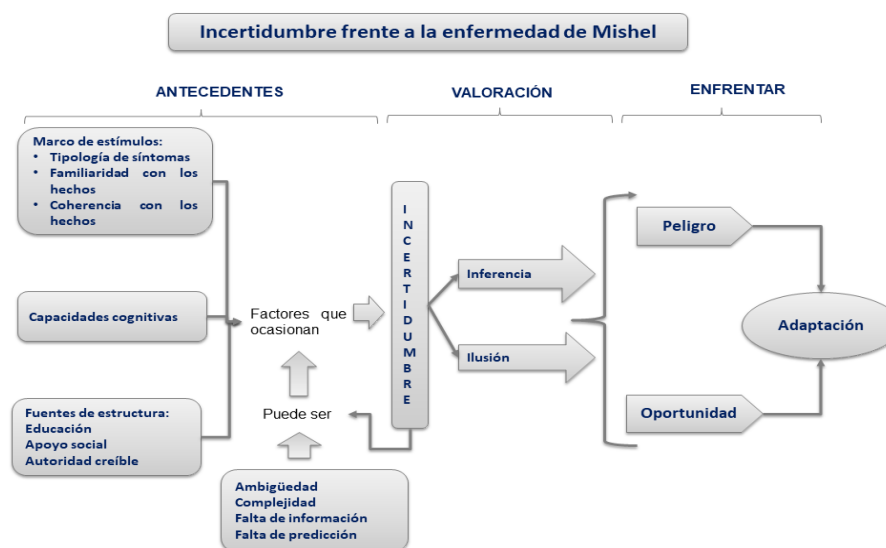 Incertidumbre frente a la enfermedad de Mishel
ANTECEDENTES
VALORACIÓN
ENFRENTAR
Marco de estímulos:
• Tipología de síntomas
• Familiaridad con los
hechos
• Coherencia con los
hechos
Capacidades cognitivas
Fuentes de estructura:
Educación
Apoyo social
Autoridad creíble
Factores que
ocasionan
Puede ser
Ambigüedad
Complejidad
Falta de información
Falta de predicción
INCERTIDUMBRE
Inferencia
Ilusión
Peligro
Oportunidad
Adaptación